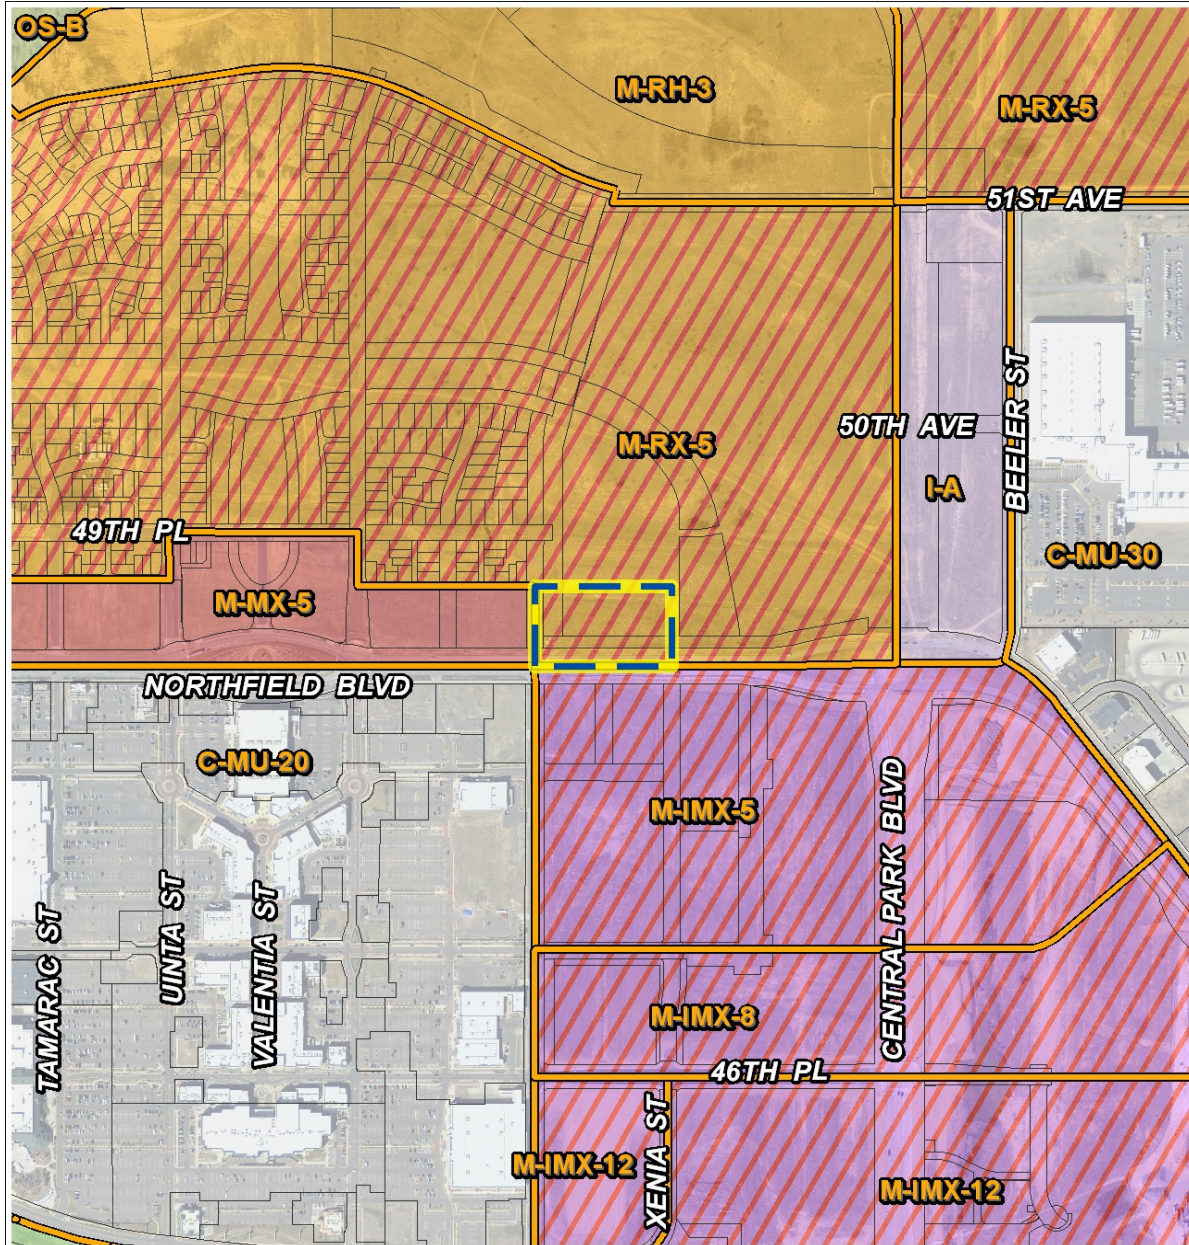 OS-B
M-RH-3
M-RX-5
51ST AVE
50TH AVE
M-RX-5
BEELER ST
I-A
49TH PL
C-MU-30
M-MX-5
NORTHFIELD BLVD
C-MU-20
M-IMX-5
CENTRAL PARK BLVD
UINTA ST
VALENTIA ST
TAMARAC ST
M-IMX-8
46TH PL
XENIA ST
M-IMX-12
M-IMX-12